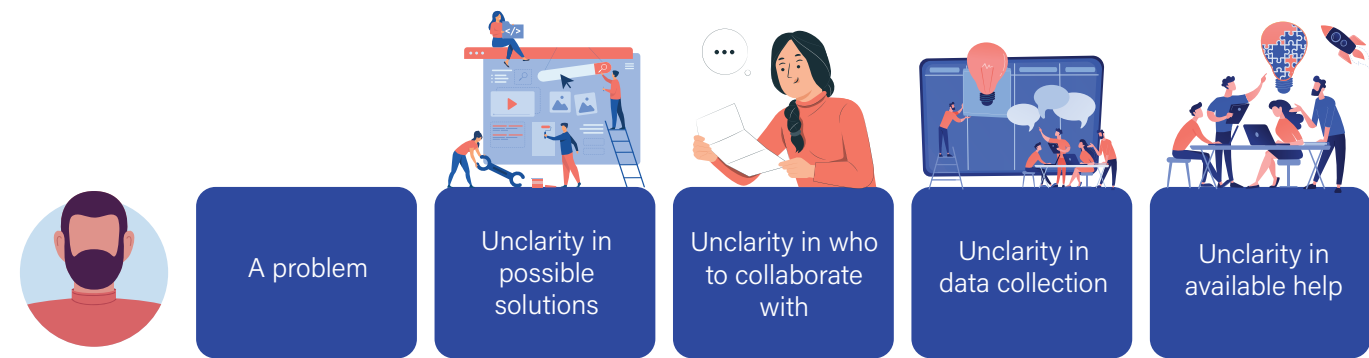 </>
A problem
Unclarity in
possible
solutions
Unclarity in who
to collaborate
with
Unclarity in
data collection
Unclarity in
available help